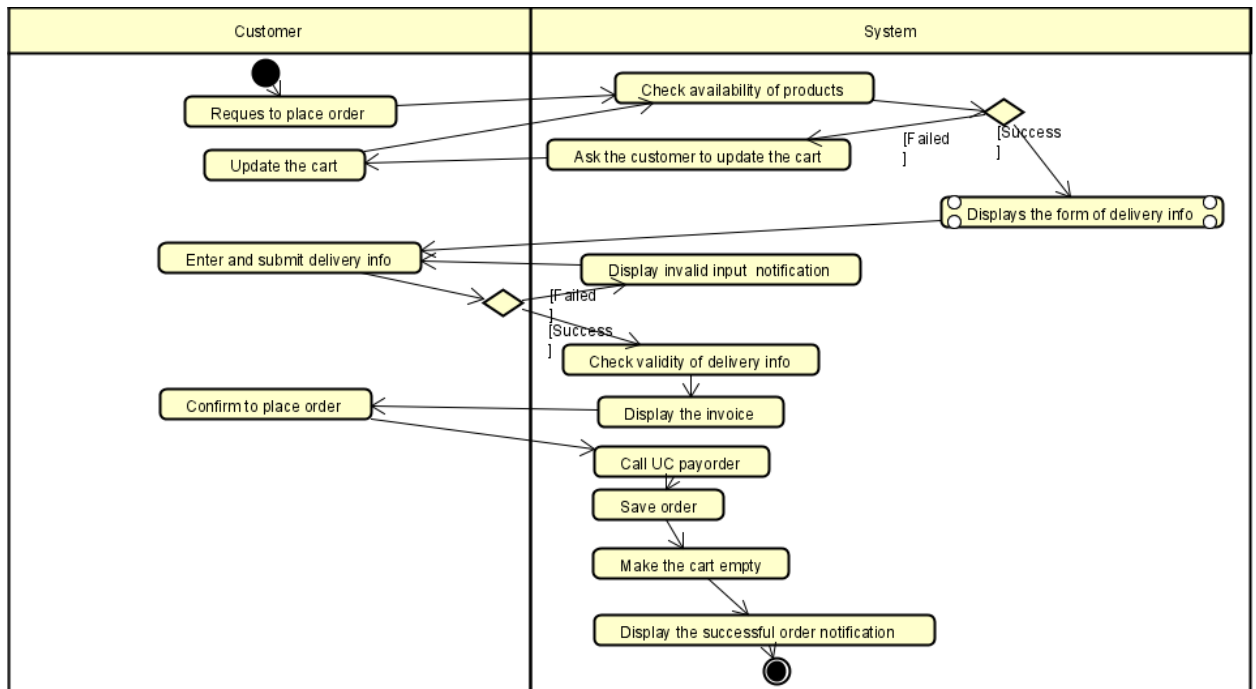 Customer
System
Check availability of products
Reques to place order
[Failed
]
[Success
]
Ask the customer to update the cart
Update the cart
Displays the form of delivery info
Enter and submit delivery info
Display invalid input notification
[Failed
]
[Success
]
Check validity of delivery info
Confirm to place order
Display the invoice
Call UC payorder
Save order
Make the cart empty
Display the successful order notification